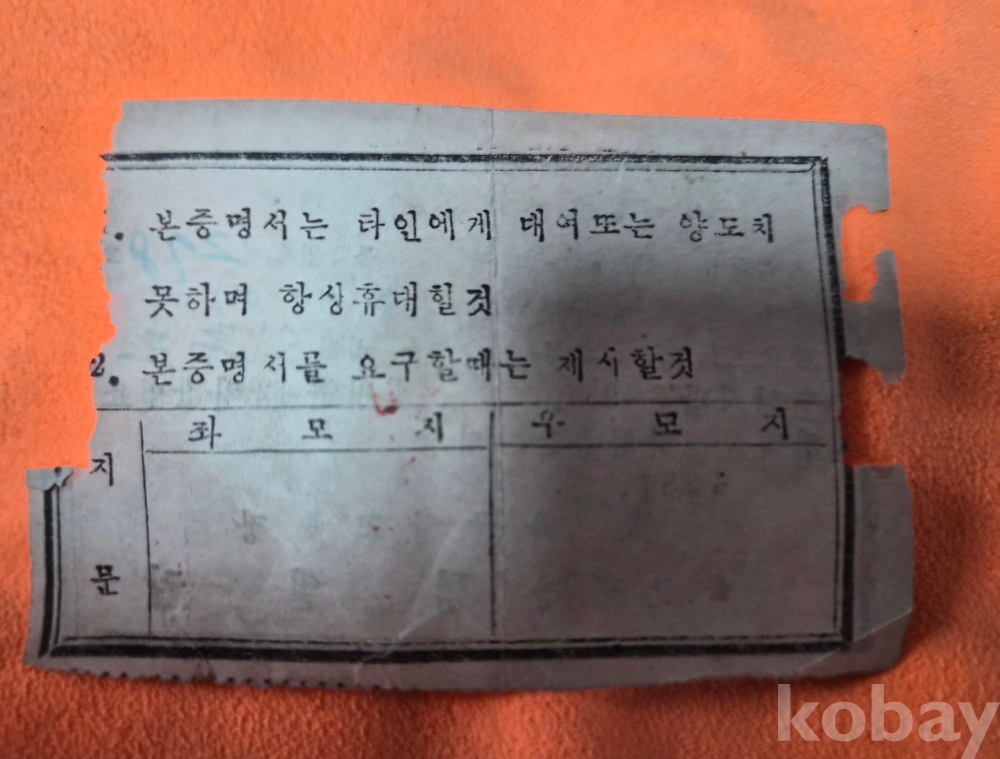 . 본증명서는 타인에게 대여또는 양도치
못하며 항상휴대할것
2. 본증명서를 요구할때는 제시할것
좌 모 지 우 모 지
지
문
kobay